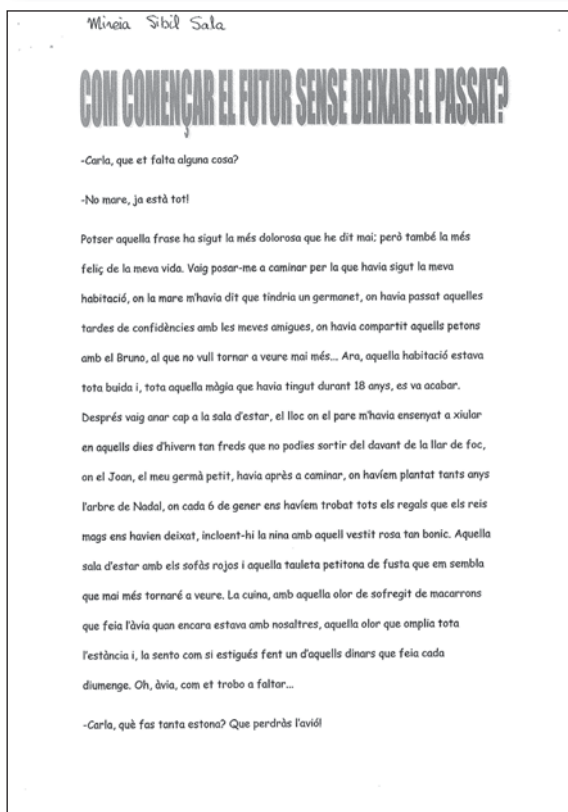 Mireia Sibil Sala
COM COMENÇAR EL FUTUR SENSE DEIXAR EL PASSAT?
-Carla, que et falta alguna cosa?
-No mare, ja està tot!
Potser aquella frase ha sigut la més dolorosa que he dit mai; però també la més
feliç de la meva vida. Vaig posar-me a caminar per la que havia sigut la meva
habitació, on la mare m'havia dit que tindria un germanet, on havia passat aquelles
tardes de confidències amb les meves amigues, on havia compartit aquells petons
amb el Bruno, al que no vull tornar a veure mai més... Ara, aquella habitació estava
tota buida i, tota aquella màgia que havia tingut durant 18 anys, es va acabar.
Després vaig anar cap a la sala d'estar, el lloc on el pare m'havia ensenyat a xiular
en aquells dies d'hivern tan freds que no podies sortir del davant de la llar de foc,
on el Joan, el meu germà petit, havia après a caminar, on havíem plantat tants anys
l'arbre de Nadal, on cada 6 de gener ens havíem trobat tots els regals que els reis
mags ens havien deixat, incloent-hi la nina amb aquell vestit rosa tan bonic. Aquella
sala d'estar amb els sofàs rojos i aquella tauleta petitona de fusta que em sembla
que mai més tornaré a veure. La cuina, amb aquella olor de sofregit de macarrons
que feia l'àvia quan encara estava amb nosaltres, aquella olor que omplia tota
l'estància i, la sento com si estigués fent un d'aquells dinars que feia cada
diumenge. Oh, àvia, com et trobo a faltar...
-Carla, què fas tanta estona? Que perdràs l'avió!